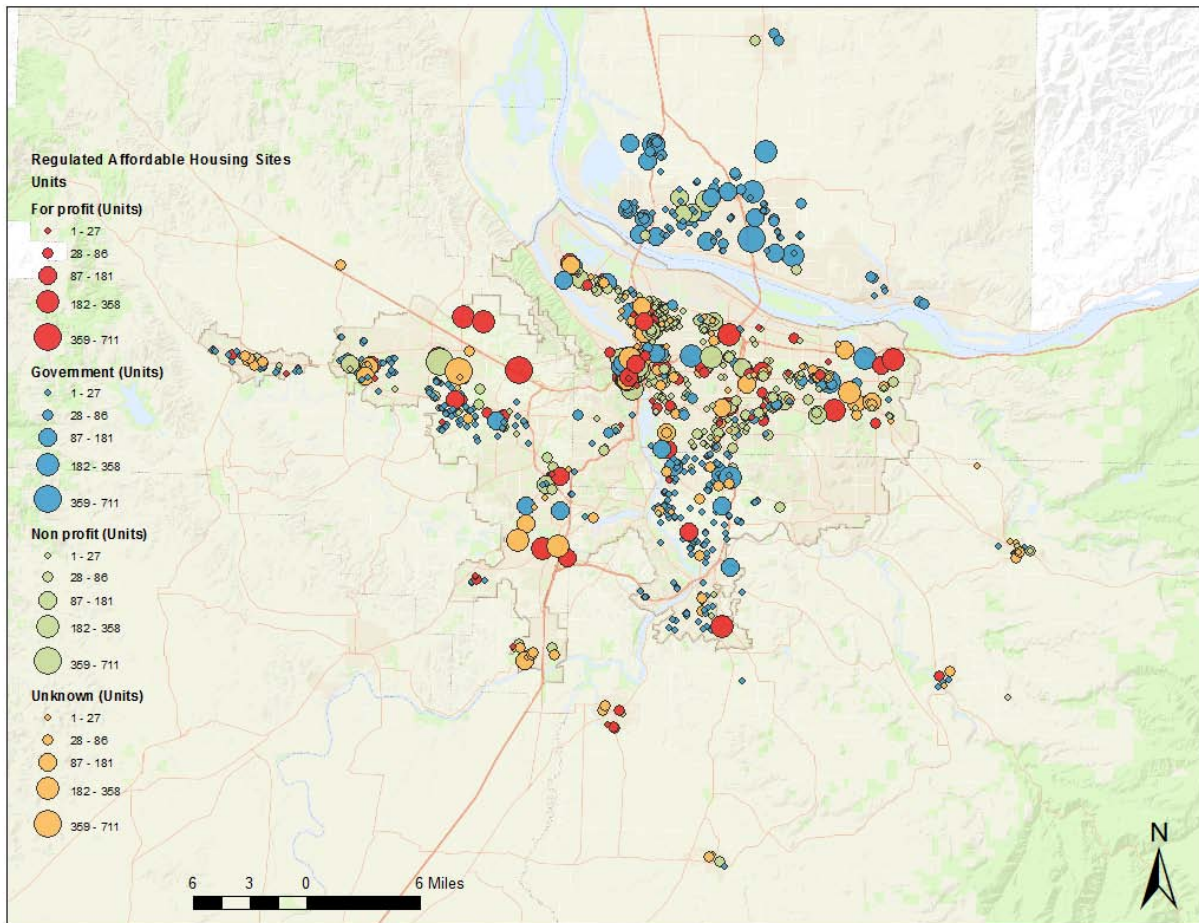 Regulated Affordable Housing Sites
Units
For profit (Units)
1 - 27
28 - 86
87 - 181
182 - 358
359 - 711
Government (Units)
1 - 27
28 - 86
87 - 181
182 - 358
359 - 711
Non profit (Units)
1 - 27
28 - 86
87 - 181
182 - 358
359 - 711
Unknown (Units)
1 - 27
28 - 86
87 - 181
182 - 358
359 - 711
6 3 0 6 Miles
N